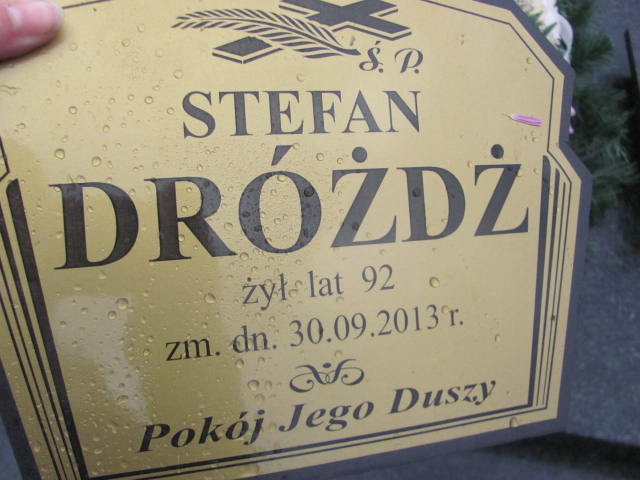 Ś. P.
STEFAN
DRÓŻDŻ
żył lat 92
zm. dn. 30.09.2013 r.
Pokój Jego Duszy